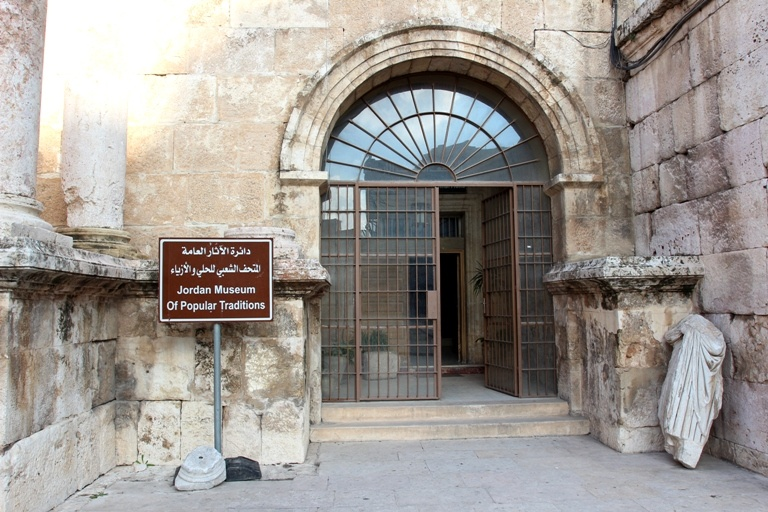 دائرة الآثار العامة
المتحف الشعبي للحلي والأزياء
Jordan Museum
Of Popular Traditions